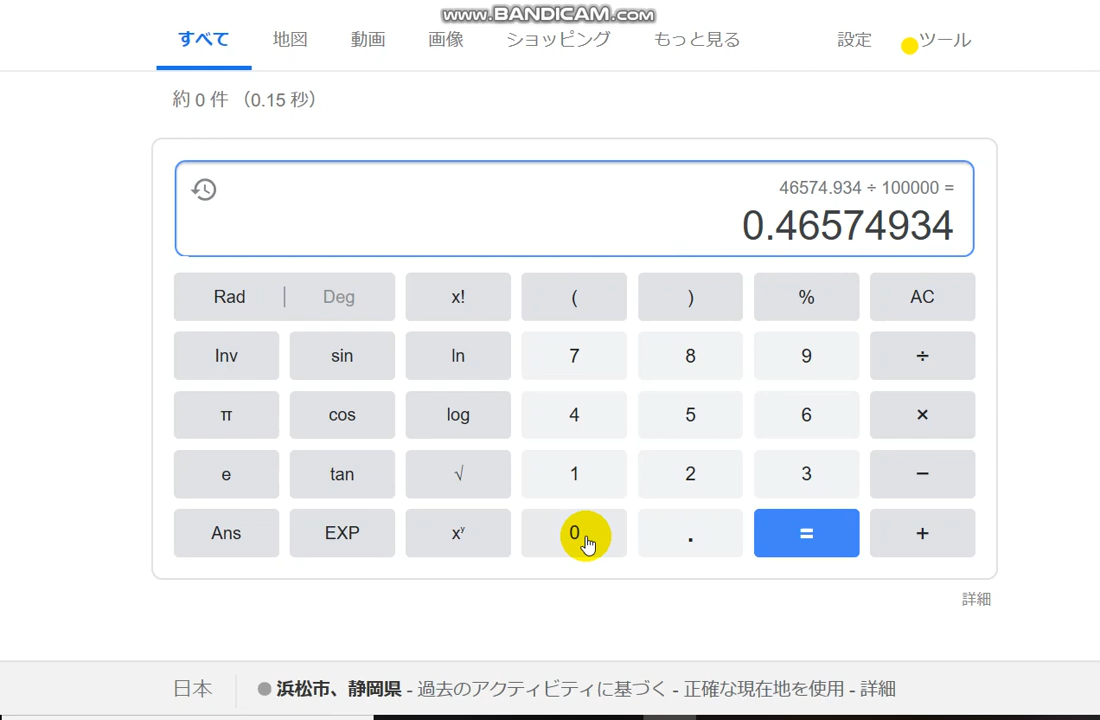 www.BANDICAM.com
すべて 地図 動画 画像 ショッピング もっと見る 設定 ツール
約 0 件 （0.15 秒）
46574.934 ÷ 100000 =
0.46574934
Rad | Deg x! ( ) % AC
Inv sin ln 7 8 9 ÷
π cos log 4 5 6 ×
e tan √ 1 2 3 −
Ans EXP xʸ 0 . = +
詳細
日本 浜松市、静岡県 - 過去のアクティビティに基づく - 正確な現在地を使用 - 詳細